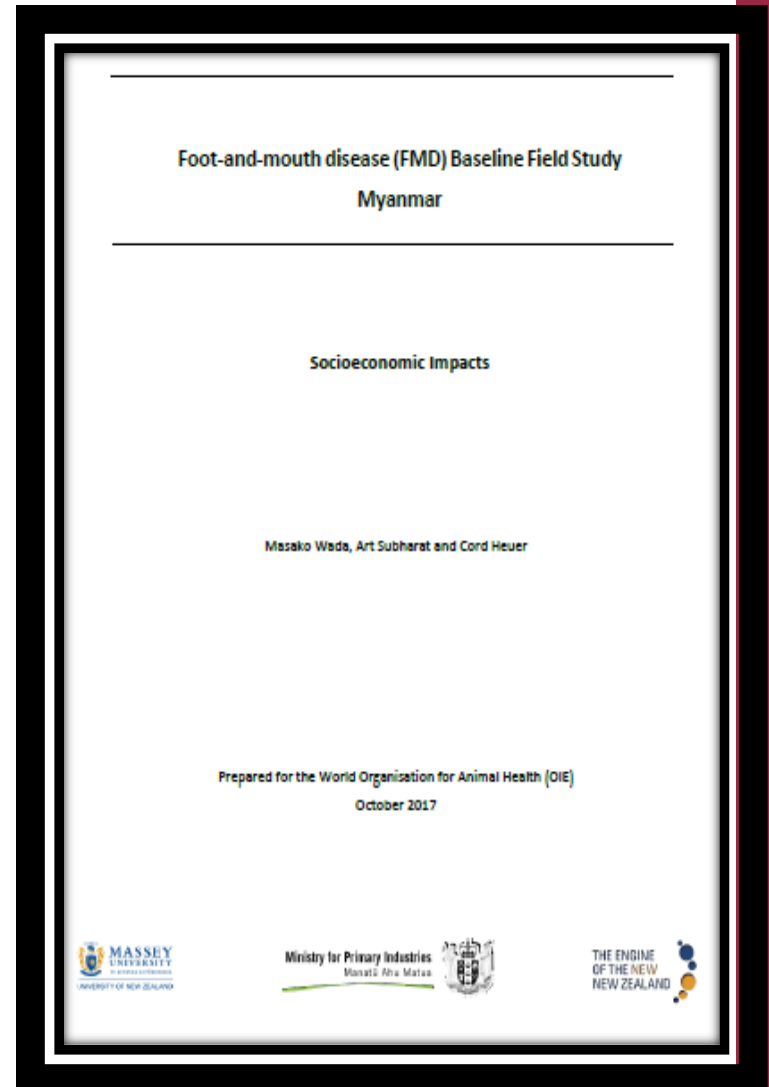 Foot-and-mouth disease (FMD) Baseline Field Study
Myanmar
Socioeconomic Impacts
Masako Wada, Art Subharat and Cord Heuer
Prepared for the World Organisation for Animal Health (OIE)
October 2017
MASSEY
UNIVERSITY
UNIVERSITY OF NEW ZEALAND
Ministry for Primary Industries
Manatū Ahu Matua
THE ENGINE
OF THE NEW
NEW ZEALAND